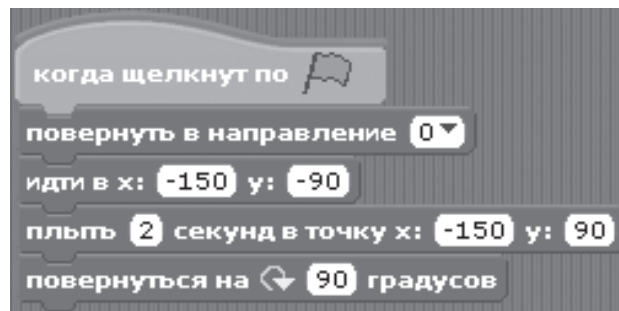 когда щелкнут по
повернуть в направление 0
идти в x: -150 y: -90
плыть 2 секунд в точку x: -150 y: 90
повернуться на 90 градусов